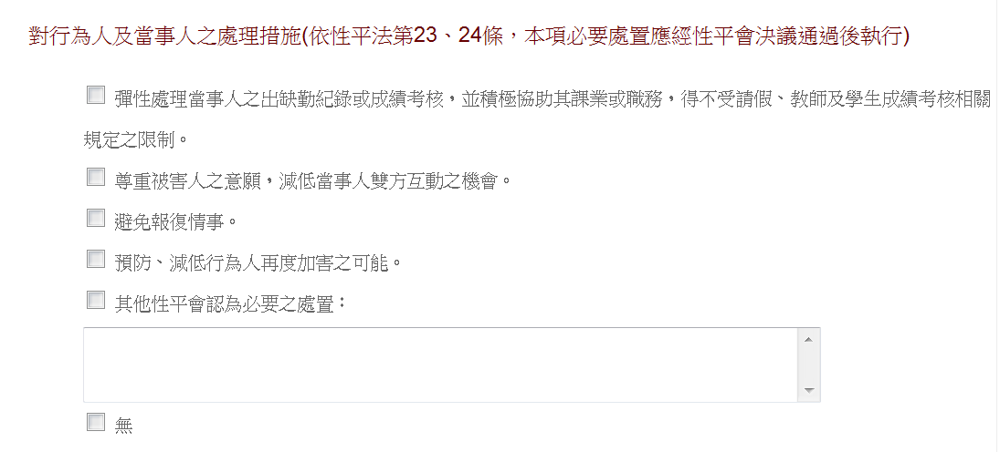 對行為人及當事人之處理措施(依性平法第23、24條，本項必要處置應經性平會決議通過後執行)
彈性處理當事人之出缺勤紀錄或成績考核，並積極協助其課業或職務，得不受請假、教師及學生成績考核相關
規定之限制。
尊重被害人之意願，減低當事人雙方互動之機會。
避免報復情事。
預防、減低行為人再度加害之可能。
其他性平會認為必要之處置：
無